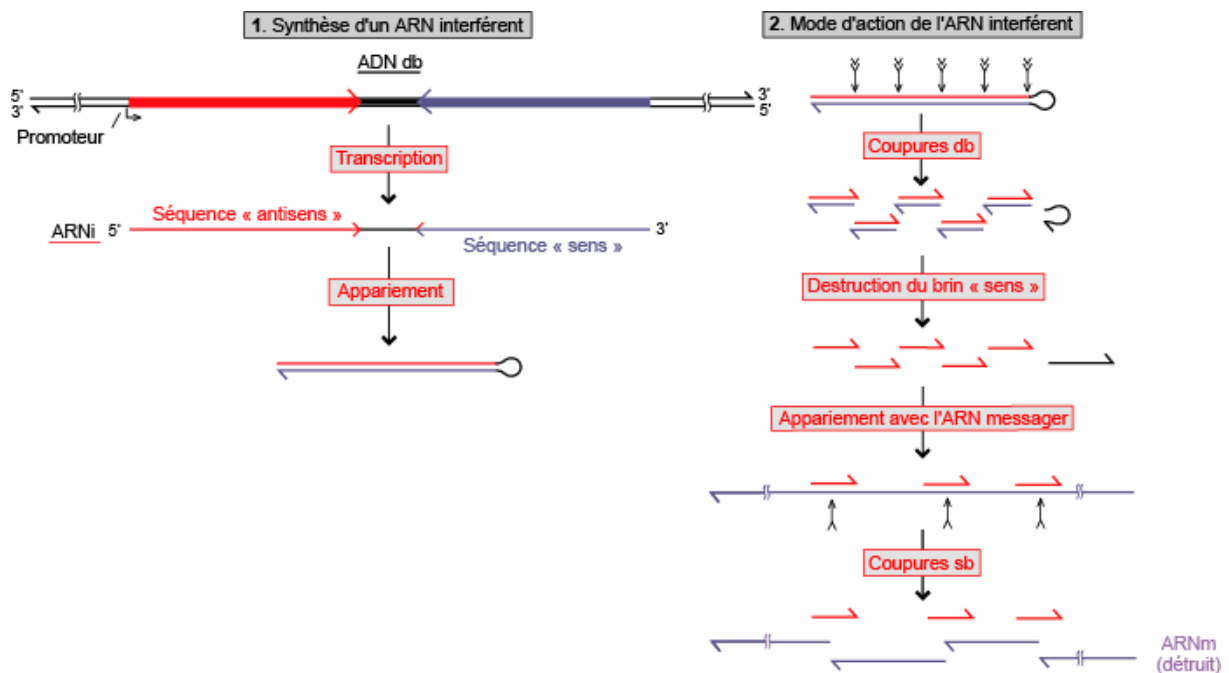 1. Synthèse d'un ARN interférent
ADN db
5'
3'
3'
5'
Promoteur
Transcription
Séquence « antisens »
ARNi
5'
3'
Séquence « sens »
Appariement
2. Mode d'action de l'ARN interférent
Coupures db
Destruction du brin « sens »
Appariement avec l'ARN messager
Coupures sb
ARNm
(détruit)